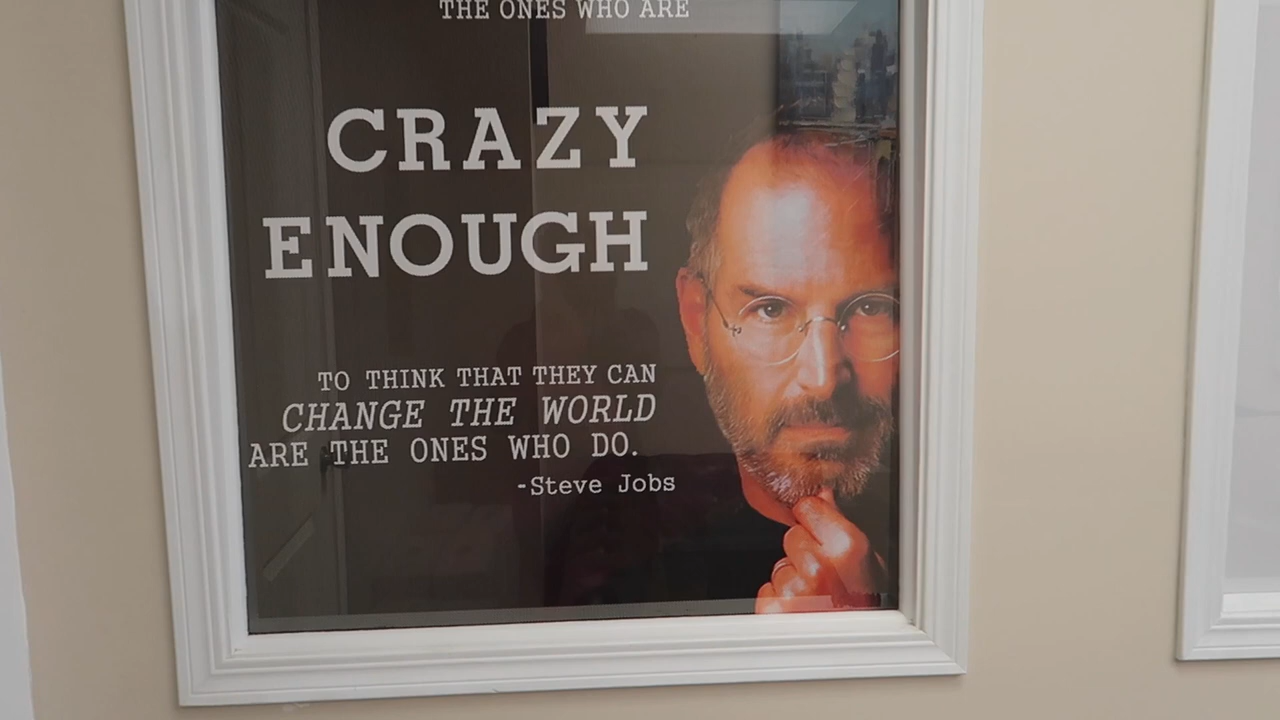 THE ONES WHO ARE
CRAZY
ENOUGH
TO THINK THAT THEY CAN
CHANGE THE WORLD
ARE THE ONES WHO DO.
-Steve Jobs